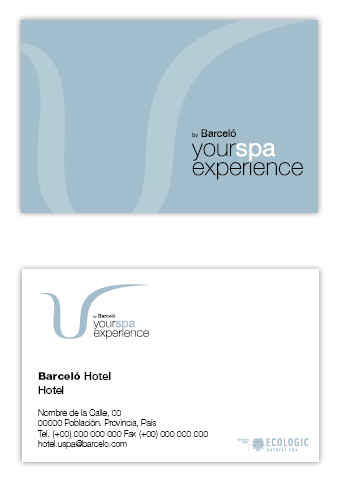 by Barceló
yourspa
experience
by Barceló
yourspa
experience
Barceló Hotel
Hotel
Nombre de la Calle, 00
00000 Población. Provincia, País
Tel. (+00) 000 000 000 Fax (+00) 000 000 000
hotel.uspa@barcelo.com
ECOLOGIC
natural spa